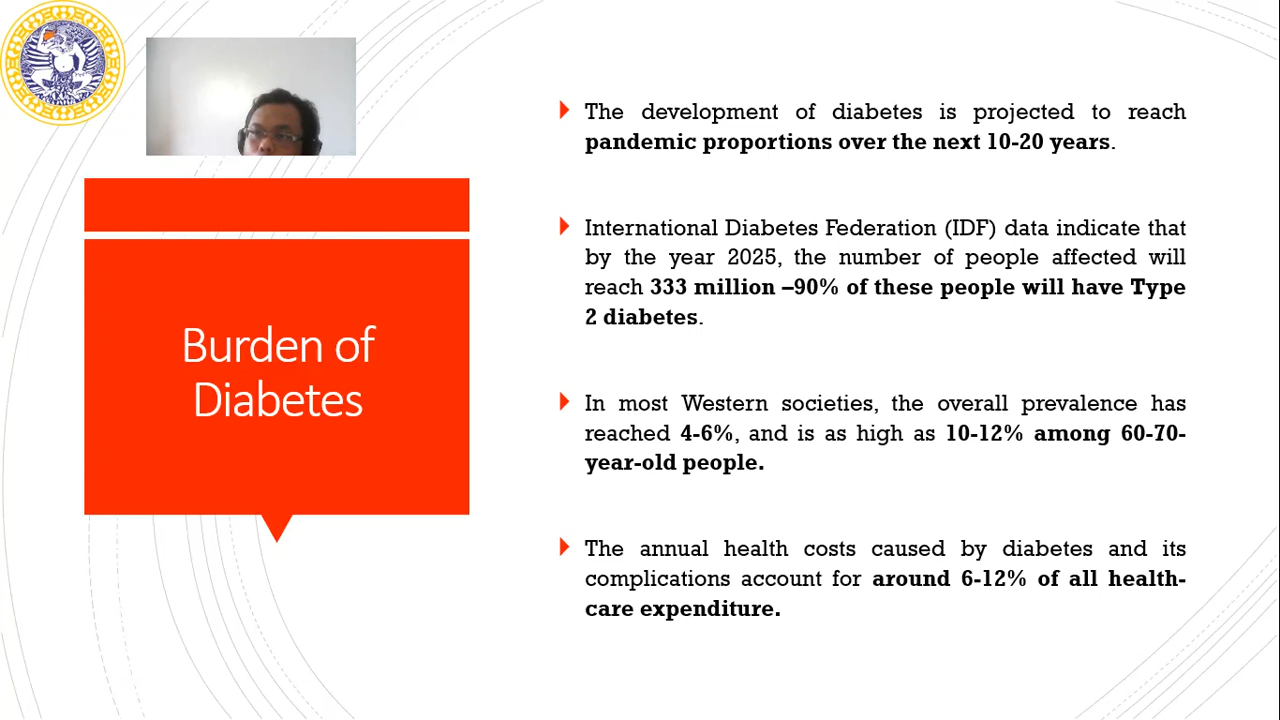 Burden of
Diabetes
The development of diabetes is projected to reach
pandemic proportions over the next 10-20 years.
International Diabetes Federation (IDF) data indicate that
by the year 2025, the number of people affected will
reach 333 million –90% of these people will have Type
2 diabetes.
In most Western societies, the overall prevalence has
reached 4-6%, and is as high as 10-12% among 60-70-
year-old people.
The annual health costs caused by diabetes and its
complications account for around 6-12% of all health-
care expenditure.